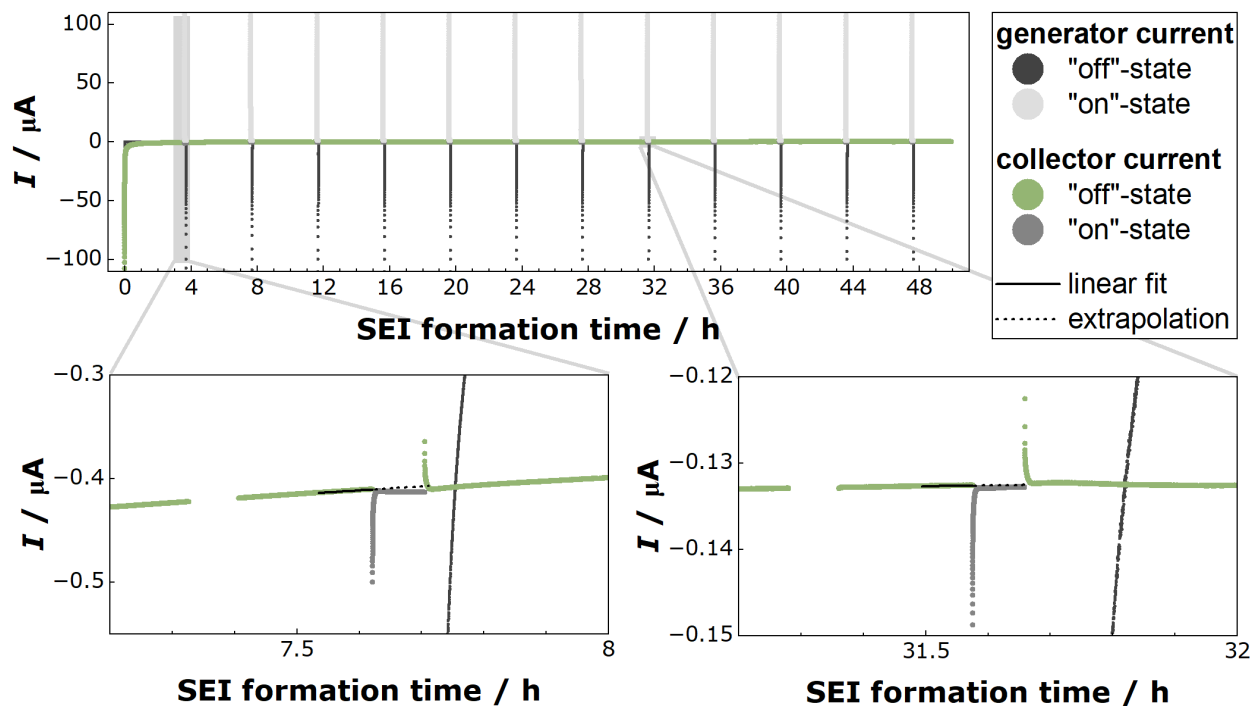 100
50
0
−50
−100
I / μA
0 4 8 12 16 20 24 28 32 36 40 44 48
SEI formation time / h
generator current
"off"-state
"on"-state
collector current
"off"-state
"on"-state
linear fit
extrapolation
−0.3
−0.4
−0.5
I / μA
7.5 8
SEI formation time / h
−0.12
−0.13
−0.14
−0.15
I / μA
31.5 32
SEI formation time / h